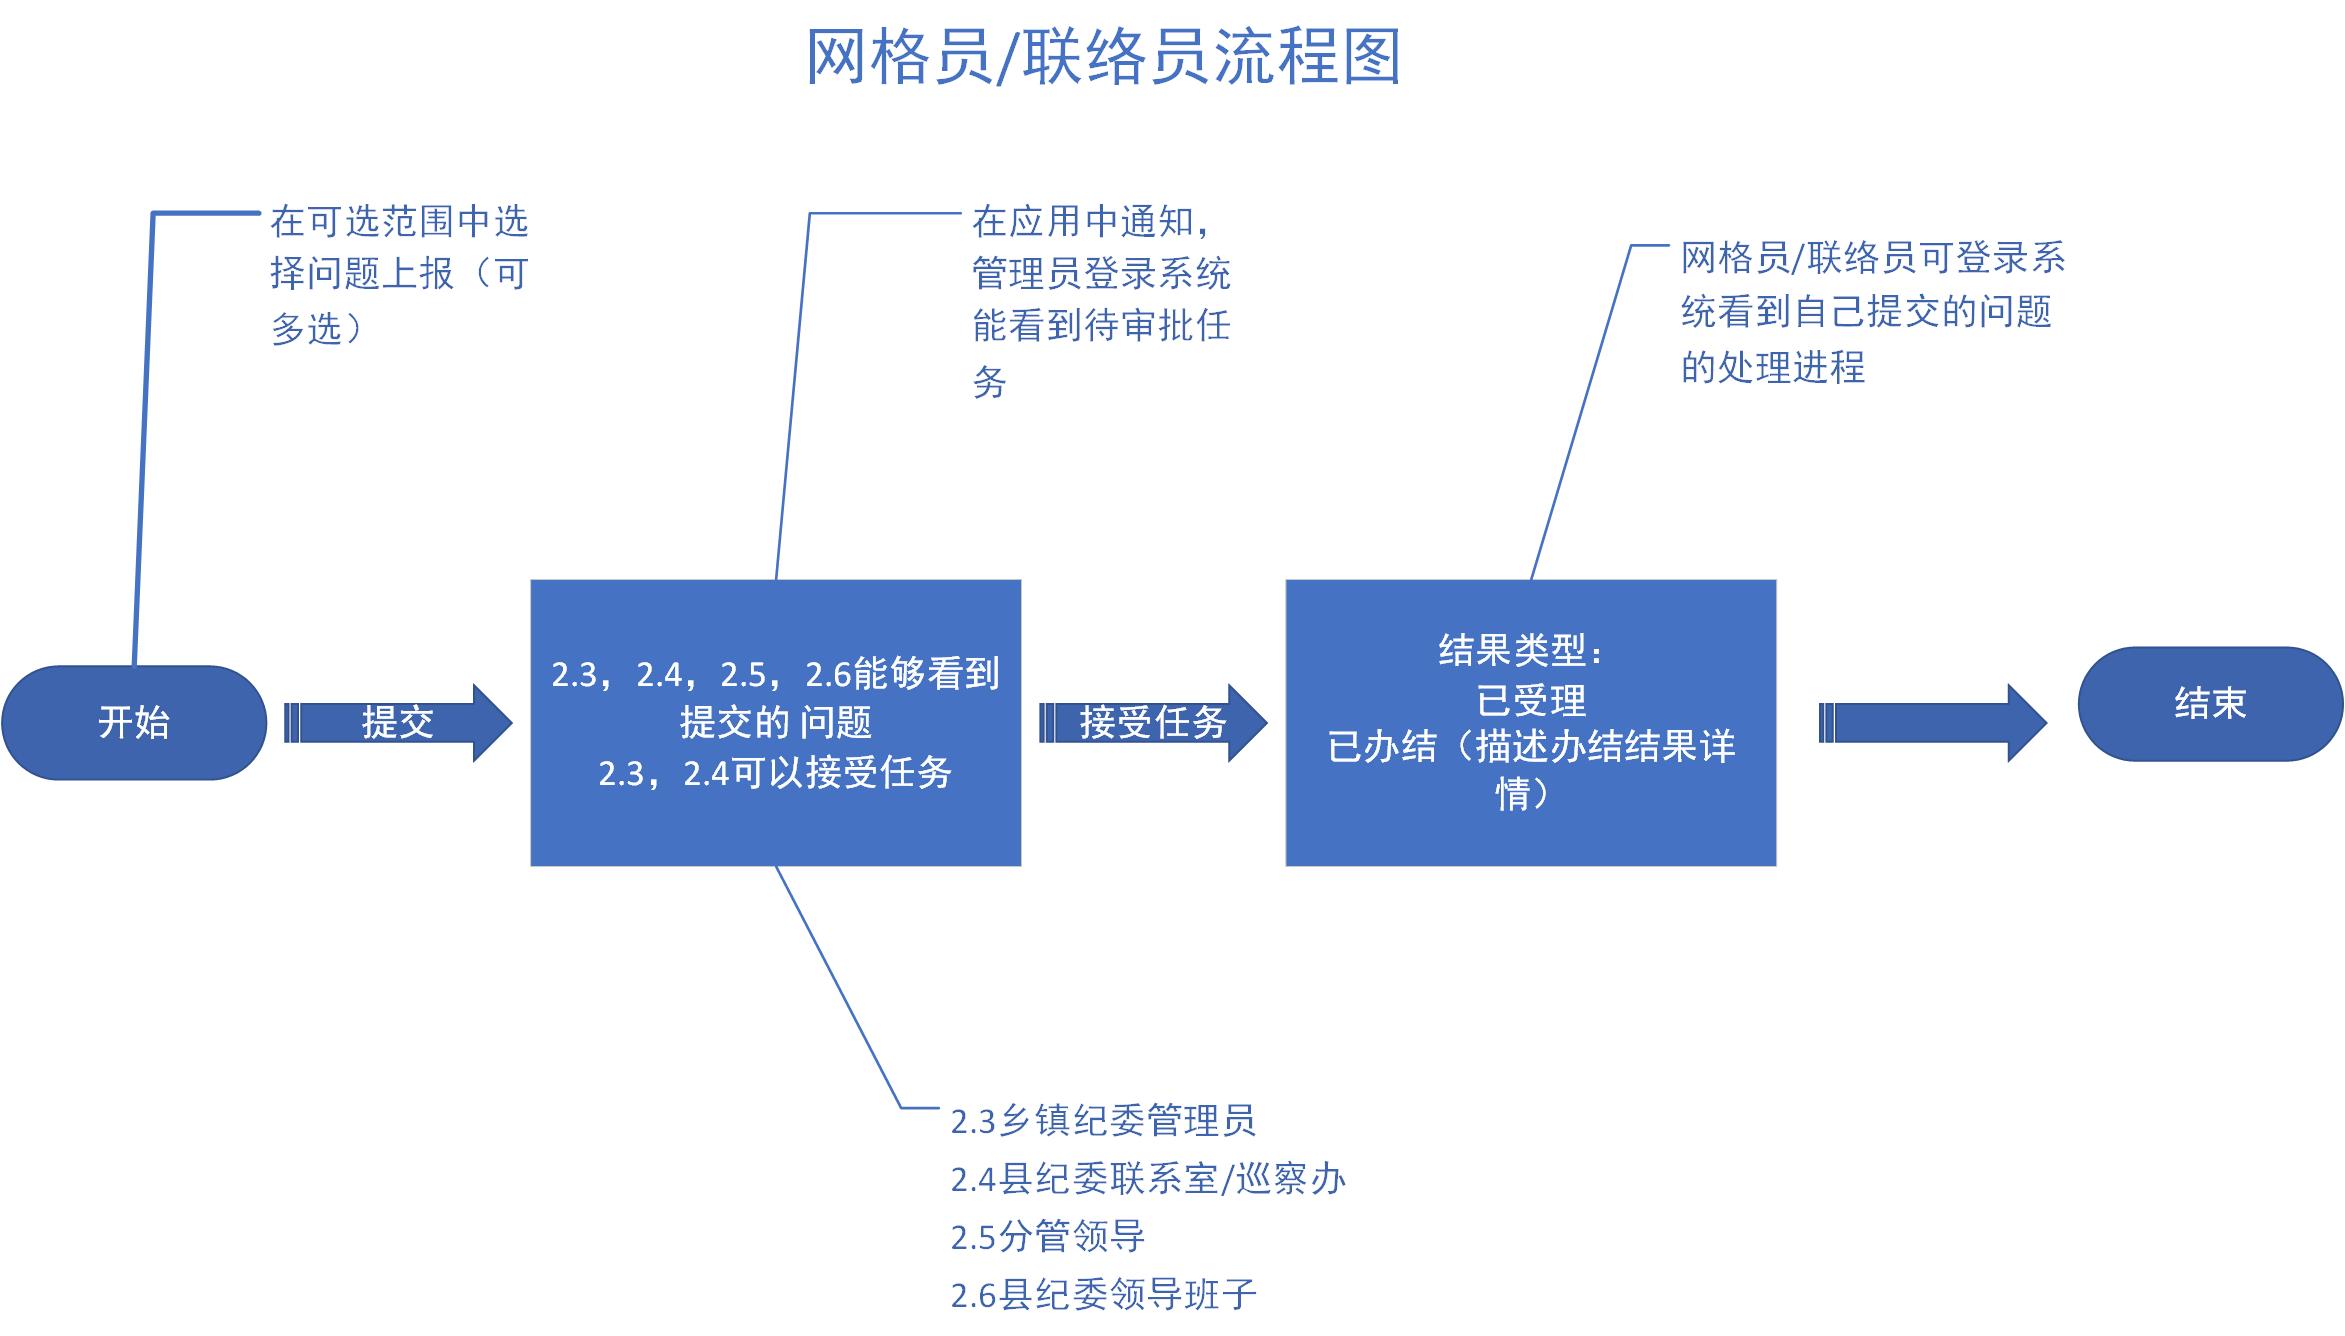 网格员/联络员流程图
在可选范围中选
择问题上报（可
多选）
在应用中通知，
管理员登录系统
能看到待审批任
务
网格员/联络员可登录系
统看到自己提交的问题
的处理进程
开始
提交
2.3，2.4，2.5，2.6能够看到
提交的 问题
2.3，2.4可以接受任务
接受任务
结果类型：
已受理
已办结（描述办结结果详
情）
结束
2.3乡镇纪委管理员
2.4县纪委联系室/巡察办
2.5分管领导
2.6县纪委领导班子